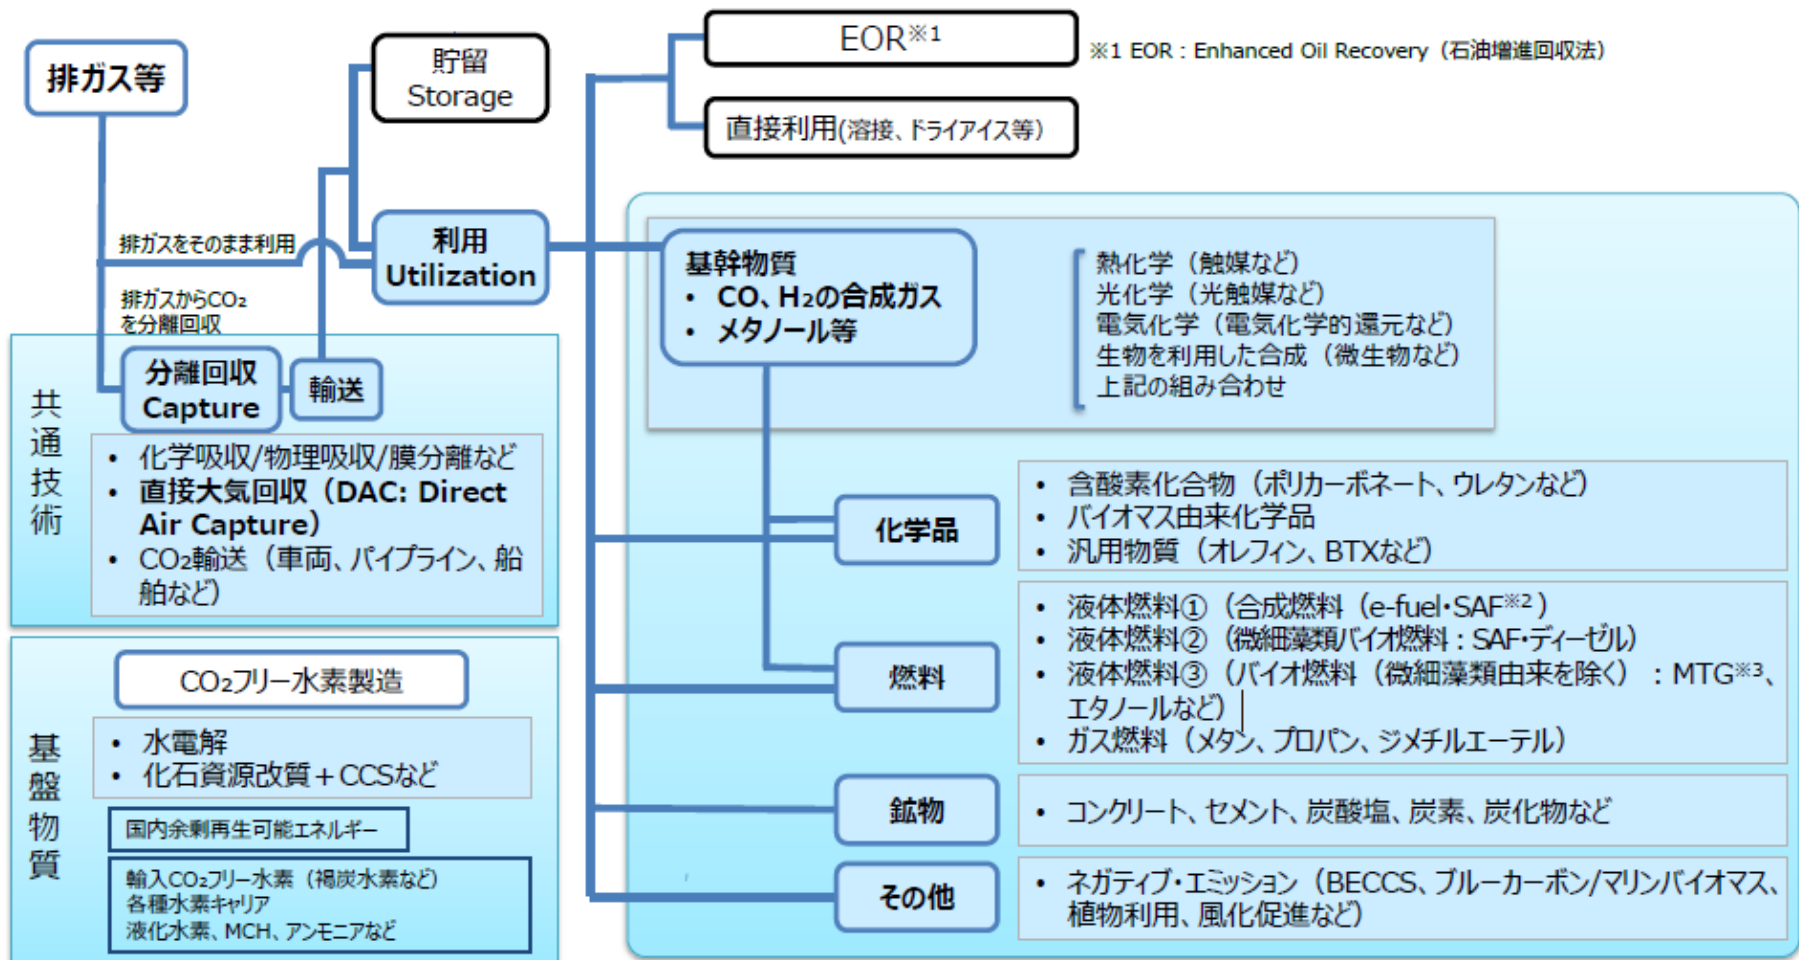 排ガス等
貯留
Storage
EOR※1
※1 EOR：Enhanced Oil Recovery（石油増進回収法）
直接利用(溶接、ドライアイス等）
排ガスをそのまま利用
利用
Utilization
排ガスからCO₂
を分離回収
基幹物質
• CO、H₂の合成ガス
• メタノール等
熱化学（触媒など）
光化学（光触媒など）
電気化学（電気化学的還元など）
生物を利用した合成（微生物など）
上記の組み合わせ
共通技術
分離回収
Capture
輸送
• 化学吸収/物理吸収/膜分離など
• 直接大気回収（DAC: Direct
Air Capture）
• CO₂輸送（車両、パイプライン、船
舶など）
化学品
• 含酸素化合物（ポリカーボネート、ウレタンなど）
• バイオマス由来化学品
• 汎用物質（オレフィン、BTXなど）
燃料
• 液体燃料①（合成燃料（e-fuel・SAF※2）
• 液体燃料②（微細藻類バイオ燃料：SAF・ディーゼル）
• 液体燃料③（バイオ燃料（微細藻類由来を除く）：MTG※3、
エタノールなど）
• ガス燃料（メタン、プロパン、ジメチルエーテル）
鉱物
• コンクリート、セメント、炭酸塩、炭素、炭化物など
その他
• ネガティブ・エミッション（BECCS、ブルーカーボン/マリンバイオマス、
植物利用、風化促進など）
基盤物質
CO₂フリー水素製造
• 水電解
• 化石資源改質＋CCSなど
国内余剰再生可能エネルギー
輸入CO₂フリー水素（褐炭水素など）
各種水素キャリア
液化水素、MCH、アンモニアなど